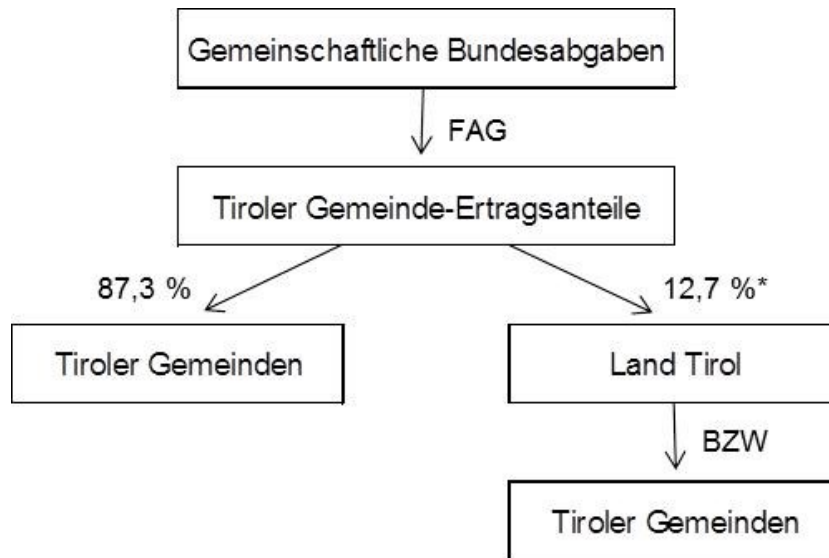 Gemeinschaftliche Bundesabgaben
FAG
Tiroler Gemeinde-Ertragsanteile
87,3 %
12,7 %*
Tiroler Gemeinden
Land Tirol
BZW
Tiroler Gemeinden